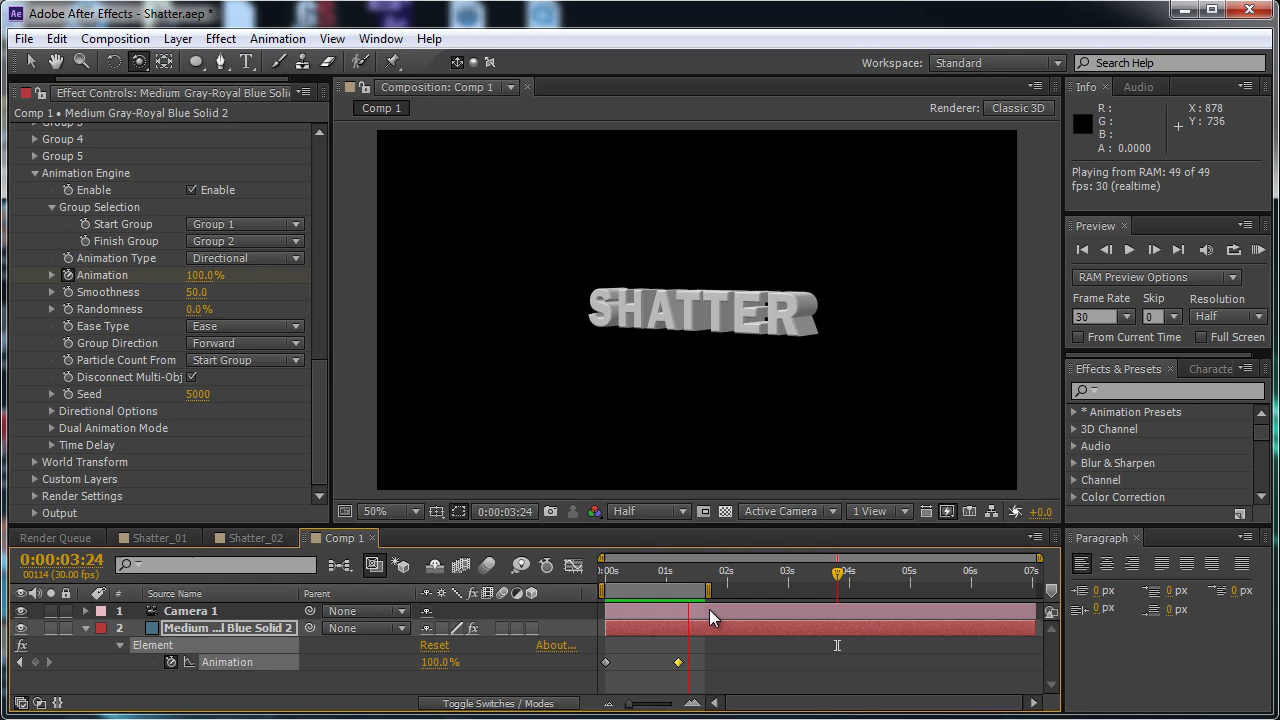 Adobe After Effects - Shatter.aep *
File Edit Composition Layer Effect Animation View Window Help
Workspace: Standard Search Help
Effect Controls: Medium Gray-Royal Blue Soli
Comp 1 • Medium Gray-Royal Blue Solid 2
Group 4
Group 5
Animation Engine
Enable Enable
Group Selection
Start Group Group 1
Finish Group Group 2
Animation Type Directional
Animation 100.0%
Smoothness 50.0
Randomness 0.0%
Ease Type Ease
Group Direction Forward
Particle Count From Start Group
Disconnect Multi-Obj
Seed 5000
Directional Options
Dual Animation Mode
Time Delay
World Transform
Custom Layers
Render Settings
Output
Composition: Comp 1
Comp 1 Renderer: Classic 3D
SHATTER
50% 0:00:03:24 Half Active Camera 1 View +0.0
Info Audio
R: X: 878
G: Y: 736
B:
A: 0.0000
Playing from RAM: 49 of 49
fps: 30 (realtime)
Preview
RAM Preview Options
Frame Rate Skip Resolution
30 0 Half
From Current Time Full Screen
Effects & Presets Characte
* Animation Presets
3D Channel
Audio
Blur & Sharpen
Channel
Color Correction
Paragraph
0 px 0 px 0 px
0 px 0 px
Render Queue Shatter_01 Shatter_02 Comp 1
0:00:03:24
00114 (30.00 fps)
:00s 01s 02s 03s 04s 05s 06s 07s
# Source Name Parent
1 Camera 1 None
2 Medium ...l Blue Solid 2 None
fx Element Reset About...
Animation 100.0%
Toggle Switches / Modes